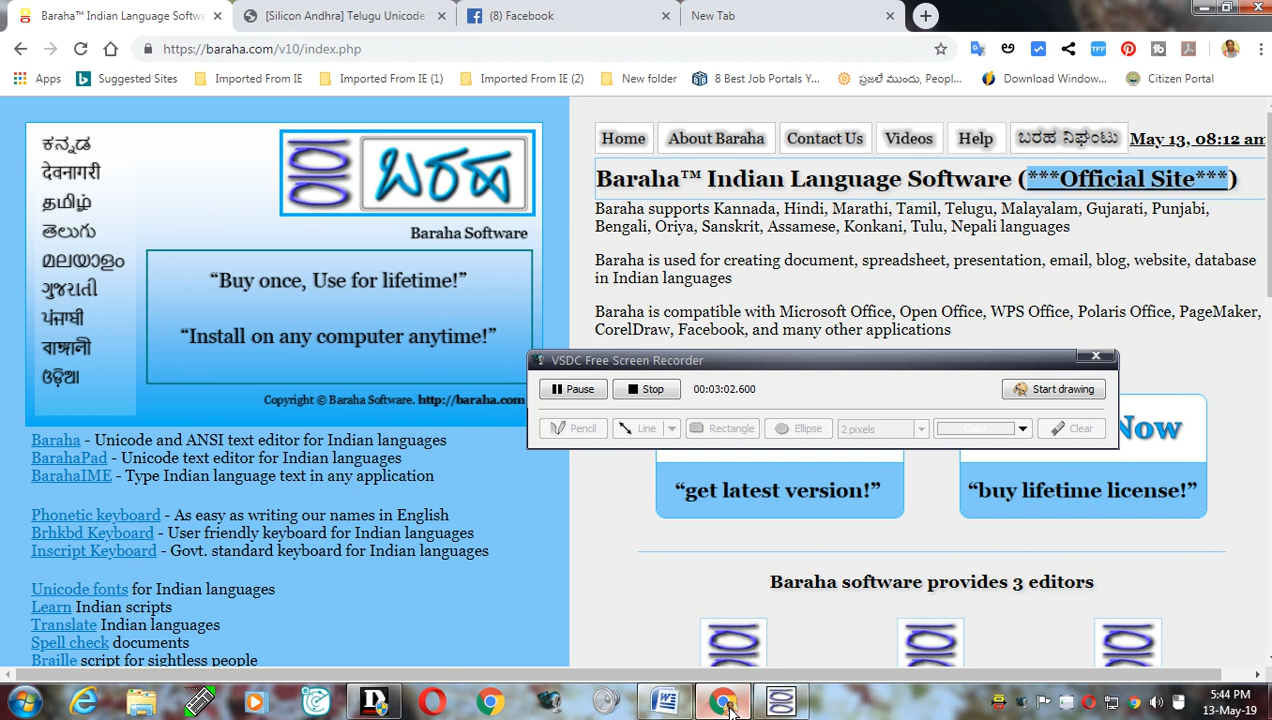 Baraha™ Indian Language Softw
[Silicon Andhra] Telugu Unicode
(8) Facebook
New Tab
https://baraha.com/v10/index.php
Apps
Suggested Sites
Imported From IE
Imported From IE (1)
Imported From IE (2)
New folder
8 Best Job Portals Y...
ప్రజలే ముందు, Peopl...
Download Window...
Citizen Portal
ಕನ್ನಡ
देवनागरी
தமிழ்
తెలుగు
മലയാളം
ગુજરાતી
ਪੰਜਾਬੀ
বাঙ্গালী
ଓଡ଼ିଆ
ಬರಹ
Baraha Software
“Buy once, Use for lifetime!”
“Install on any computer anytime!”
Copyright © Baraha Software. http://baraha.com
Baraha - Unicode and ANSI text editor for Indian languages
BarahaPad - Unicode text editor for Indian languages
BarahaIME - Type Indian language text in any application
Phonetic keyboard - As easy as writing our names in English
Brhkbd Keyboard - User friendly keyboard for Indian languages
Inscript Keyboard - Govt. standard keyboard for Indian languages
Unicode fonts for Indian languages
Learn Indian scripts
Translate Indian languages
Spell check documents
Braille script for sightless people
Home
About Baraha
Contact Us
Videos
Help
ಬರಹ ನಿಘಂಟು
May 13, 08:12 am
Baraha™ Indian Language Software (***Official Site***)
Baraha supports Kannada, Hindi, Marathi, Tamil, Telugu, Malayalam, Gujarati, Punjabi,
Bengali, Oriya, Sanskrit, Assamese, Konkani, Tulu, Nepali languages
Baraha is used for creating document, spreadsheet, presentation, email, blog, website, database
in Indian languages
Baraha is compatible with Microsoft Office, Open Office, WPS Office, Polaris Office, PageMaker,
CorelDraw, Facebook, and many other applications
VSDC Free Screen Recorder
Pause
Stop
00:03:02.600
Start drawing
Pencil
Line
Rectangle
Ellipse
2 pixels
Color
Clear
Now
“get latest version!”
“buy lifetime license!”
Baraha software provides 3 editors
5:44 PM
13-May-19